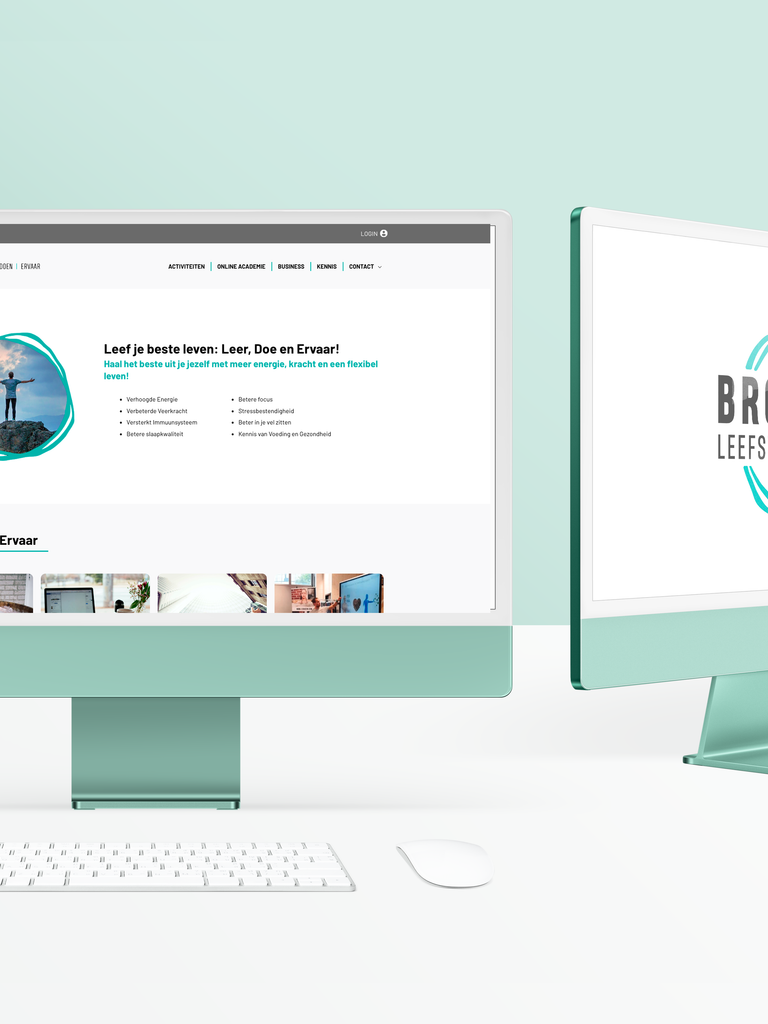 LOGIN
DOEN | ERVAAR
ACTIVITEITEN | ONLINE ACADEMIE | BUSINESS | KENNIS | CONTACT
Leef je beste leven: Leer, Doe en Ervaar!
Haal het beste uit je jezelf met meer energie, kracht en een flexibel
leven!
• Verhoogde Energie
• Verbeterde Veerkracht
• Versterkt Immuunsysteem
• Betere slaapkwaliteit
• Betere focus
• Stressbestendigheid
• Beter in je vel zitten
• Kennis van Voeding en Gezondheid
Ervaar
BRO
LEEFS